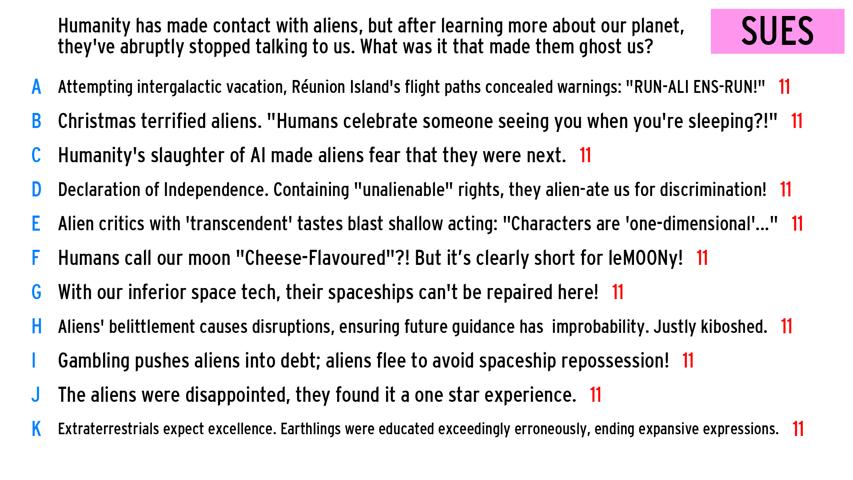 Humanity has made contact with aliens, but after learning more about our planet,
they've abruptly stopped talking to us. What was it that made them ghost us?
SUES
A Attempting intergalactic vacation, Réunion Island's flight paths concealed warnings: "RUN-ALI ENS-RUN!" 11
B Christmas terrified aliens. "Humans celebrate someone seeing you when you're sleeping?!" 11
C Humanity's slaughter of AI made aliens fear that they were next. 11
D Declaration of Independence. Containing "unalienable" rights, they alien-ate us for discrimination! 11
E Alien critics with 'transcendent' tastes blast shallow acting: "Characters are 'one-dimensional'..." 11
F Humans call our moon "Cheese-Flavoured"?! But it's clearly short for leMOONy! 11
G With our inferior space tech, their spaceships can't be repaired here! 11
H Aliens' belittlement causes disruptions, ensuring future guidance has improbability. Justly kiboshed. 11
I Gambling pushes aliens into debt; aliens flee to avoid spaceship repossession! 11
J The aliens were disappointed, they found it a one star experience. 11
K Extraterrestrials expect excellence. Earthlings were educated exceedingly erroneously, ending expansive expressions. 11